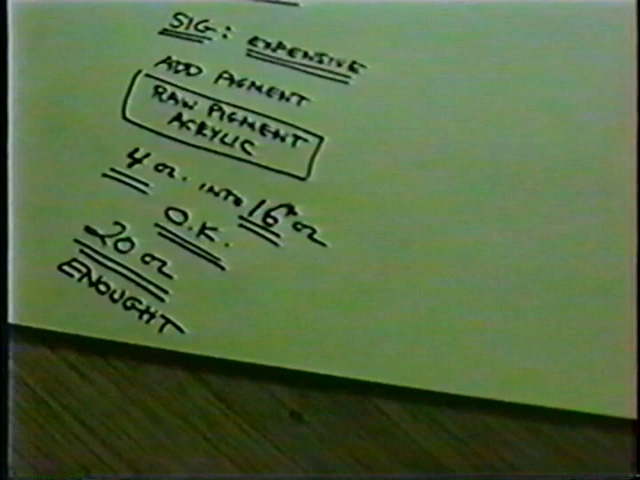 SIG: EXPENSIVE
ADD PIGMENT
RAW PIGMENT
ACRYLIC
4 oz. INTO 16 oz
O.K.
20 oz
ENOUGHT